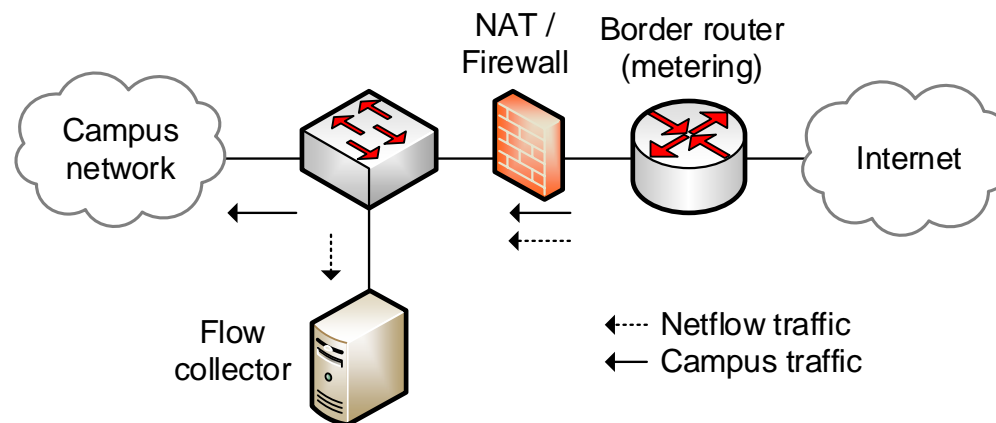 NAT /
Firewall
Border router
(metering)
Campus
network
Internet
Flow
collector
Netflow traffic
Campus traffic